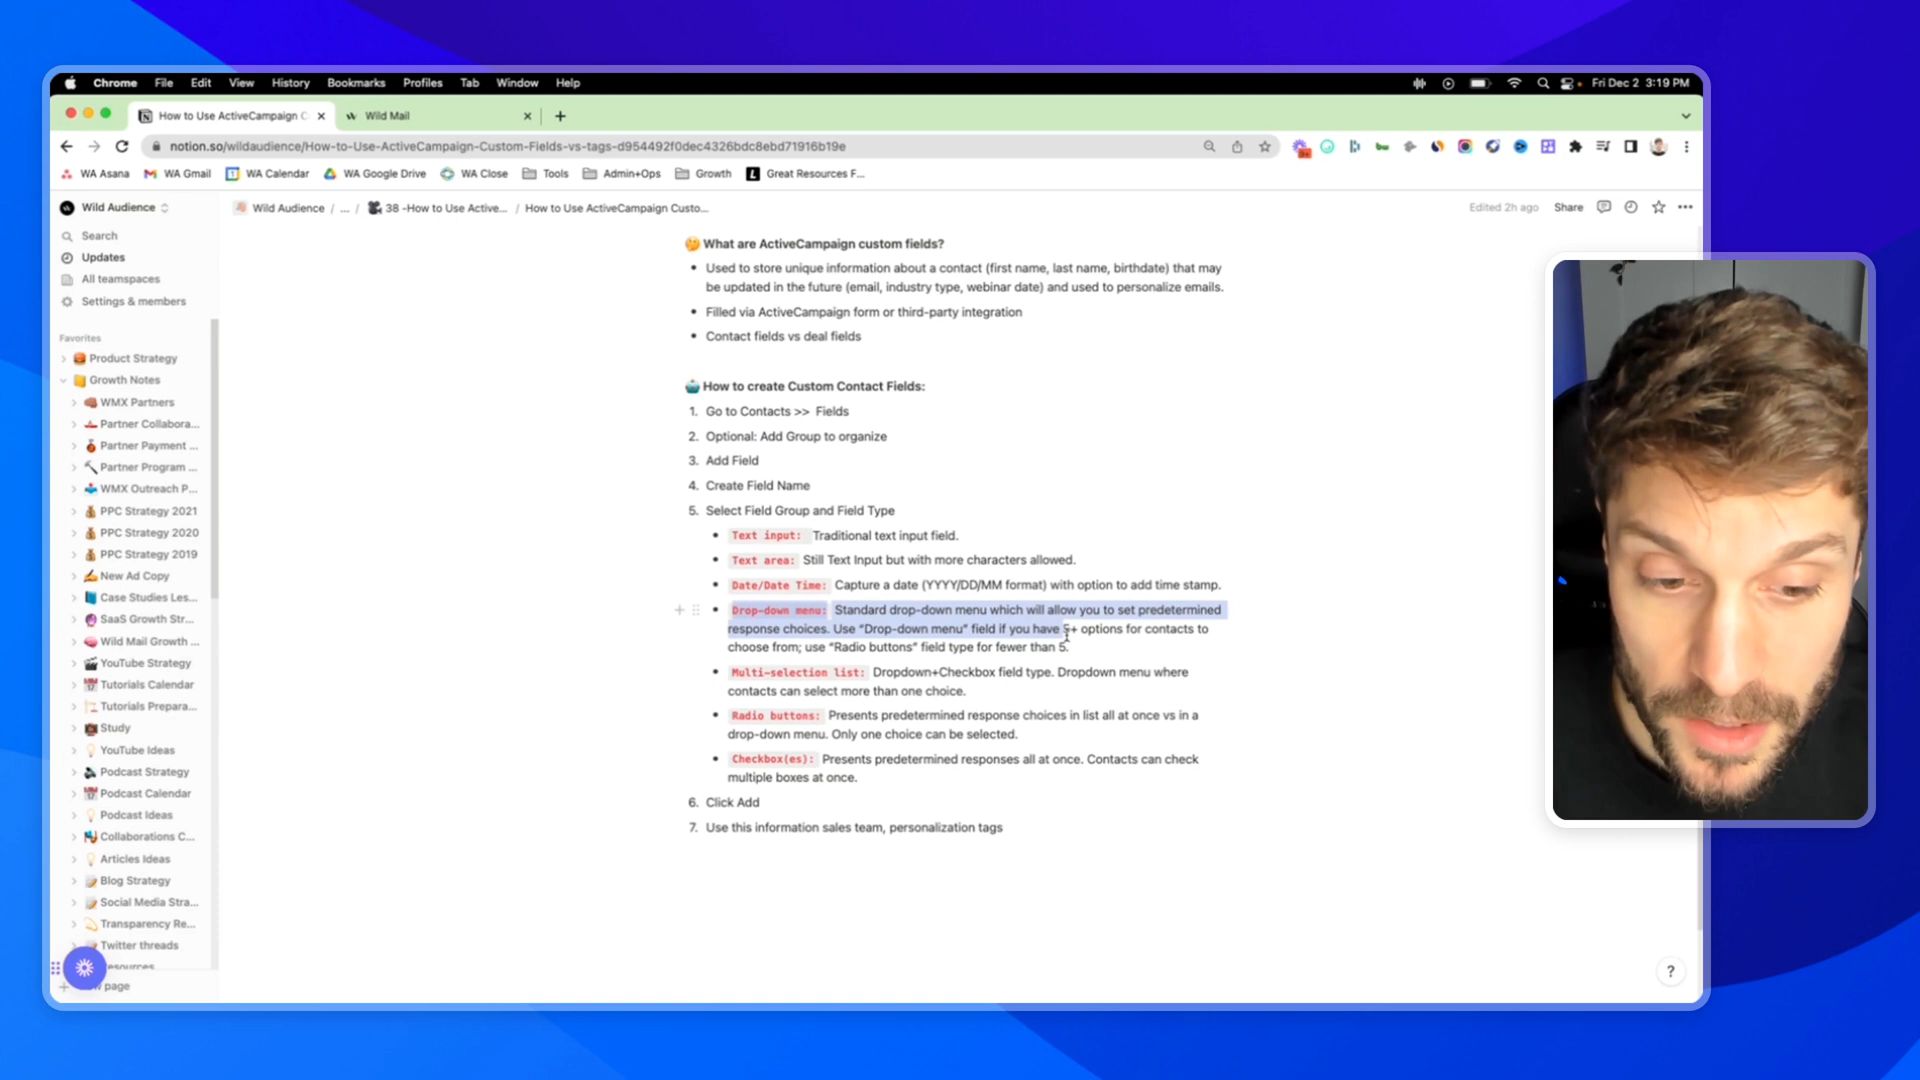 Chrome File Edit View History Bookmarks Profiles Tab Window Help Fri Dec 2 3:19 PM
How to Use ActiveCampaign C Wild Mail
notion.so/wildaudience/How-to-Use-ActiveCampaign-Custom-Fields-vs-tags-d954492f0dec4326bdc8ebd71916b19e
WA Asana WA Gmail WA Calendar WA Google Drive WA Close Tools Admin+Ops Growth Great Resources F...
Wild Audience
Wild Audience / ... / 38 -How to Use Active... / How to Use ActiveCampaign Custo...
Edited 2h ago Share
Search
Updates
All teamspaces
Settings & members
Favorites
Product Strategy
Growth Notes
WMX Partners
Partner Collabora...
Partner Payment ...
Partner Program ...
WMX Outreach P...
PPC Strategy 2021
PPC Strategy 2020
PPC Strategy 2019
New Ad Copy
Case Studies Les...
SaaS Growth Str...
Wild Mail Growth ...
YouTube Strategy
Tutorials Calendar
Tutorials Prepara...
Study
YouTube Ideas
Podcast Strategy
Podcast Calendar
Podcast Ideas
Collaborations C...
Articles Ideas
Blog Strategy
Social Media Stra...
Transparency Re...
Twitter threads
page
What are ActiveCampaign custom fields?
• Used to store unique information about a contact (first name, last name, birthdate) that may
be updated in the future (email, industry type, webinar date) and used to personalize emails.
• Filled via ActiveCampaign form or third-party integration
• Contact fields vs deal fields
How to create Custom Contact Fields:
1. Go to Contacts >> Fields
2. Optional: Add Group to organize
3. Add Field
4. Create Field Name
5. Select Field Group and Field Type
• Text input: Traditional text input field.
• Text area: Still Text Input but with more characters allowed.
• Date/Date Time: Capture a date (YYYY/DD/MM format) with option to add time stamp.
• Drop-down menu: Standard drop-down menu which will allow you to set predetermined
response choices. Use “Drop-down menu” field if you have 5+ options for contacts to
choose from; use “Radio buttons” field type for fewer than 5.
• Multi-selection list: Dropdown+Checkbox field type. Dropdown menu where
contacts can select more than one choice.
• Radio buttons: Presents predetermined response choices in list all at once vs in a
drop-down menu. Only one choice can be selected.
• Checkbox(es): Presents predetermined responses all at once. Contacts can check
multiple boxes at once.
6. Click Add
7. Use this information sales team, personalization tags
?